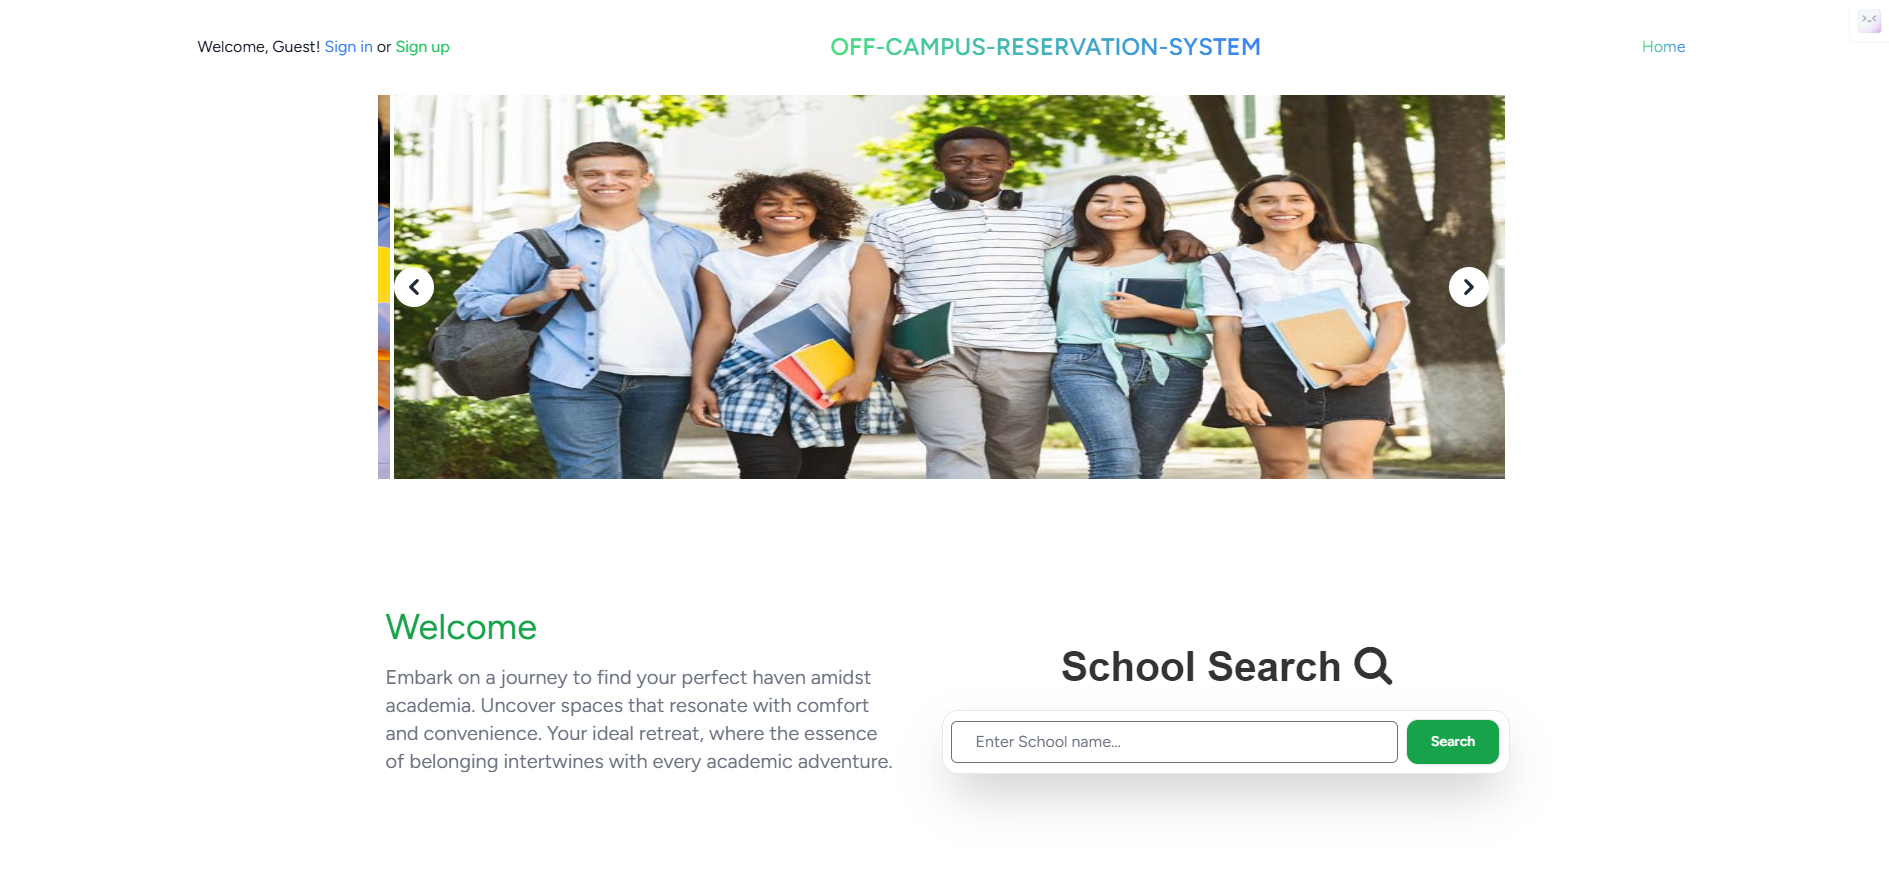 Welcome, Guest! Sign in or Sign up
OFF-CAMPUS-RESERVATION-SYSTEM
Home
Welcome
Embark on a journey to find your perfect haven amidst
academia. Uncover spaces that resonate with comfort
and convenience. Your ideal retreat, where the essence
of belonging intertwines with every academic adventure.
School Search
Enter School name...
Search